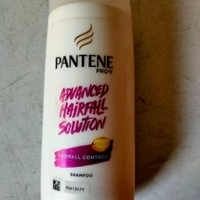 PANTENE
PRO-V
ADVANCED
HAIRFALL
SOLUTION
HAIRFALL CONTROL
SHAMPOO